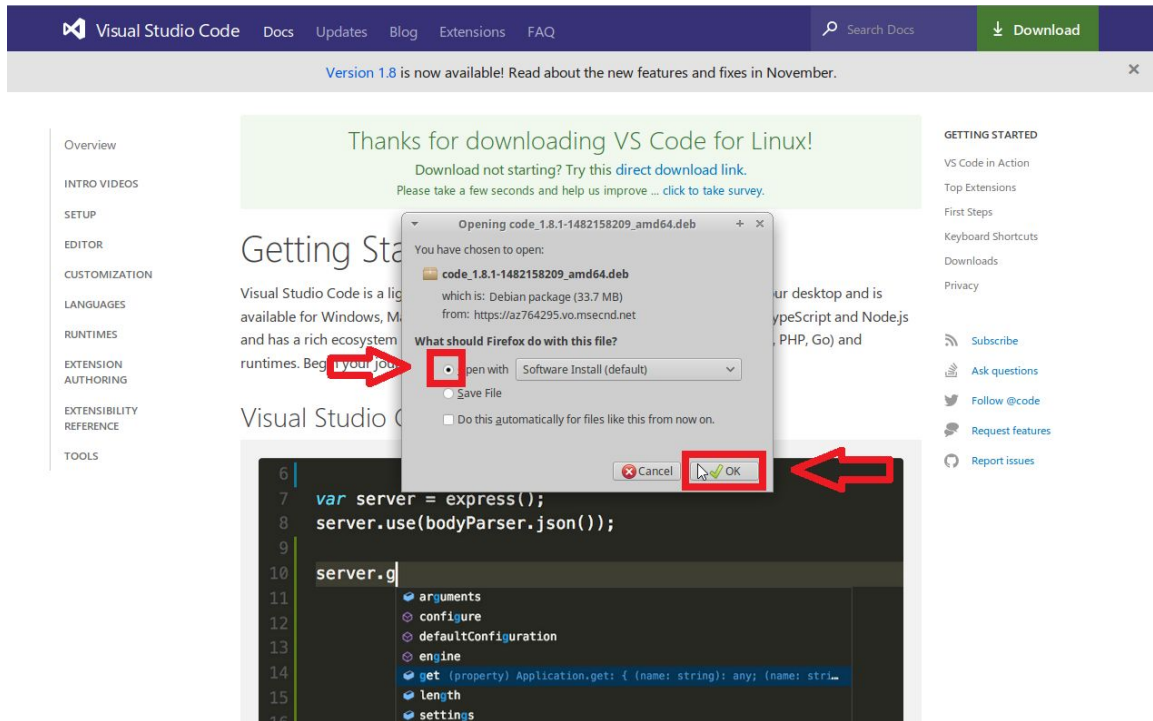 Visual Studio Code Docs Updates Blog Extensions FAQ Search Docs Download
Version 1.8 is now available! Read about the new features and fixes in November.
Overview
INTRO VIDEOS
SETUP
EDITOR
CUSTOMIZATION
LANGUAGES
RUNTIMES
EXTENSION
AUTHORING
EXTENSIBILITY
REFERENCE
TOOLS
Thanks for downloading VS Code for Linux!
Download not starting? Try this direct download link.
Please take a few seconds and help us improve ... click to take survey.
Getting Sta
Visual Studio Code is a lig
ur desktop and is
available for Windows, M
ypeScript and Node.js
and has a rich ecosystem
, PHP, Go) and
runtimes. Begin your jou
Visual Studio C
Opening code_1.8.1-1482158209_amd64.deb
You have chosen to open:
code_1.8.1-1482158209_amd64.deb
which is: Debian package (33.7 MB)
from: https://az764295.vo.msecnd.net
What should Firefox do with this file?
pen with Software Install (default)
Save File
Do this automatically for files like this from now on.
Cancel OK
6
7 var server = express();
8 server.use(bodyParser.json());
9
10 server.g
11 arguments
12 configure
13 defaultConfiguration
engine
14 get (property) Application.get: { (name: string): any; (name: stri…
15 length
16 settings
GETTING STARTED
VS Code in Action
Top Extensions
First Steps
Keyboard Shortcuts
Downloads
Privacy
Subscribe
Ask questions
Follow @code
Request features
Report issues